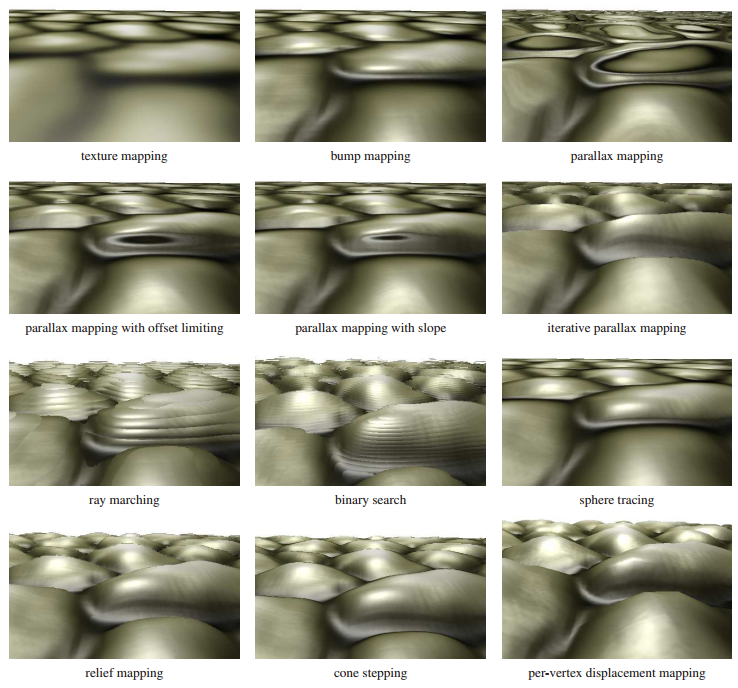 texture mapping
bump mapping
parallax mapping
parallax mapping with offset limiting
parallax mapping with slope
iterative parallax mapping
ray marching
binary search
sphere tracing
relief mapping
cone stepping
per-vertex displacement mapping